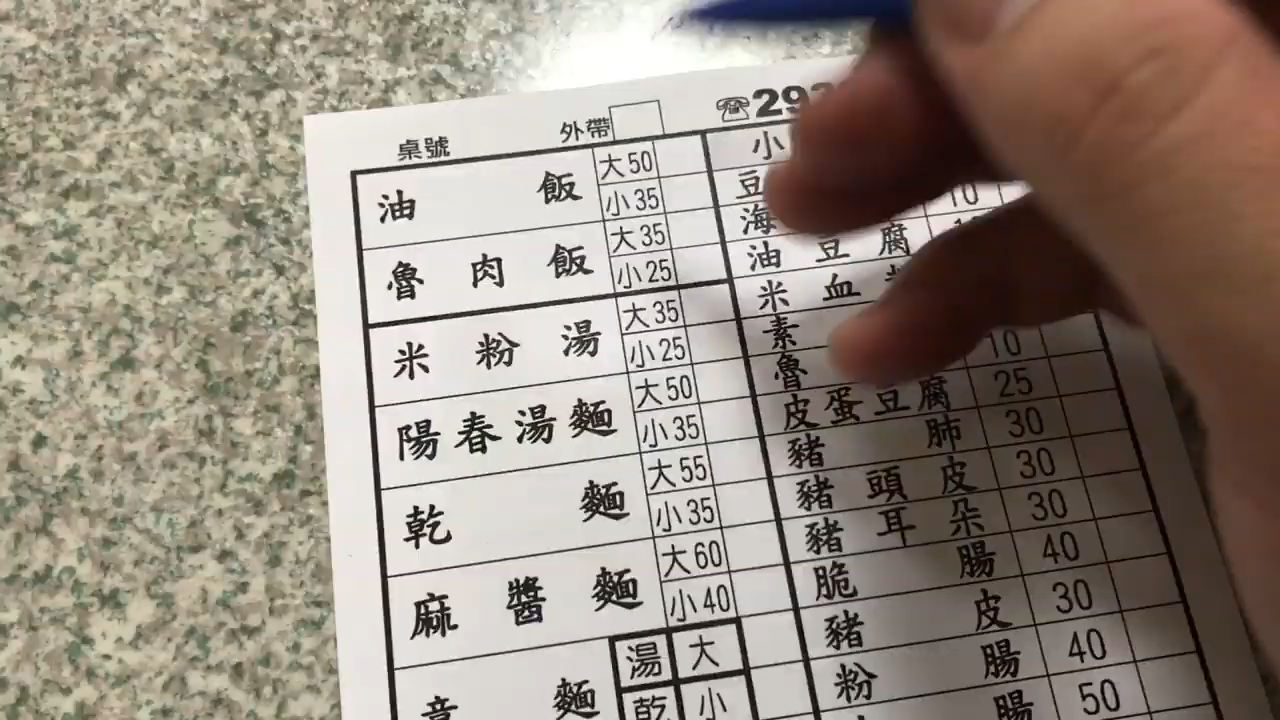 桌號 外帶 ☎29
油飯 大50 小35
魯肉飯 大35 小25
米粉湯 大35 小25
陽春湯麵 大50 小35
乾麵 大55 小35
麻醬麵 大60 小40
麵 湯 大 乾 小
小
豆 10
海
油豆腐
米血
素
魯 10
皮蛋豆腐 25
豬肺 30
豬頭皮 30
豬耳朵 30
脆腸 40
豬皮 30
粉腸 40
腸 50